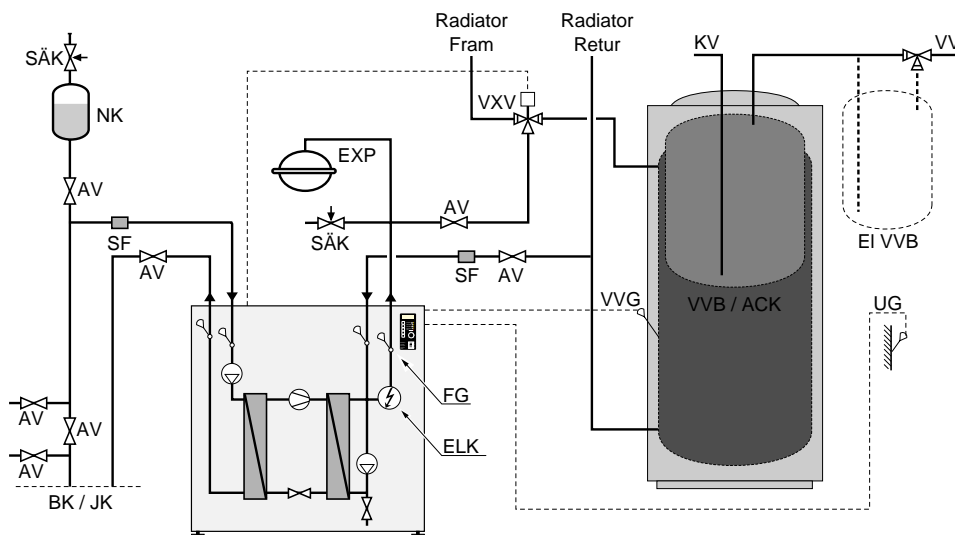 Radiator
Fram
Radiator
Retur
KV
VV
SÄK
NK
VXV
EXP
AV
AV
SÄK
SF
AV
SF
AV
EI VVB
VVG
VVB / ACK
UG
FG
ELK
AV
AV
AV
BK / JK